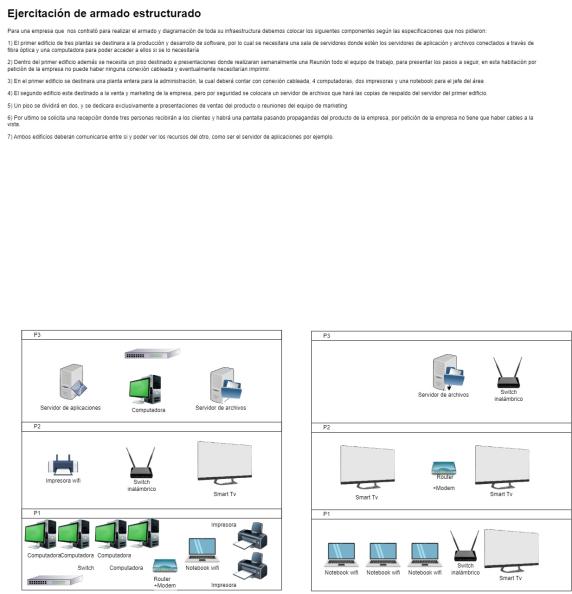 Ejercitación de armado estructurado
Para una empresa que nos contrató para realizar el armado y diagramación de toda su infraestructura debemos colocar los siguientes componentes según las especificaciones que nos pidieron:
1) El primer edificio de tres plantas se destinara a la producción y desarrollo de software, por lo cual se necesitara una sala de servidores donde estén los servidores de aplicación y archivos conectados a través de
fibra óptica y una computadora para poder acceder a ellos si se lo necesitaría
2) Dentro del primer edificio además se necesita un piso destinado a presentaciones donde realizaran semanalmente una Reunión todo el equipo de trabajo, para presentar los pasos a seguir, en esta habitación por
petición de la empresa no puede haber ninguna conexión cableada y eventualmente necesitarían imprimir.
3) En el primer edificio se destinara una planta entera para la administración, la cual deberá contar con conexión cableada, 4 computadoras, dos impresoras y una notebook para el jefe del área
4) El segundo edificio este destinado a la venta y marketing de la empresa, pero por seguridad se colocara un servidor de archivos que hará las copias de respaldo del servidor del primer edificio.
5) Un piso se dividirá en dos, y se dedicara exclusivamente a presentaciones de ventas del producto o reuniones del equipo de marketing
6) Por ultimo se solicita una recepción donde tres personas recibirán a los clientes y habrá una pantalla pasando propagandas del producto de la empresa, por petición de la empresa no tiene que haber cables a la
vista.
7) Ambos edificios deberán comunicarse entre si y poder ver los recursos del otro, como ser el servidor de aplicaciones por ejemplo.
P3
Servidor de aplicaciones
Computadora
Servidor de archivos
P2
Impresora wifi
Switch
inalámbrico
Smart Tv
P1
Impresora
Computadora
Computadora
Computadora
Switch
Computadora
Router
+Modem
Notebook wifi
Impresora
P3
Servidor de archivos
Switch
inalámbrico
P2
Smart Tv
Router
+Modem
Smart Tv
P1
Notebook wifi
Notebook wifi
Notebook wifi
Switch
inalámbrico
Smart Tv